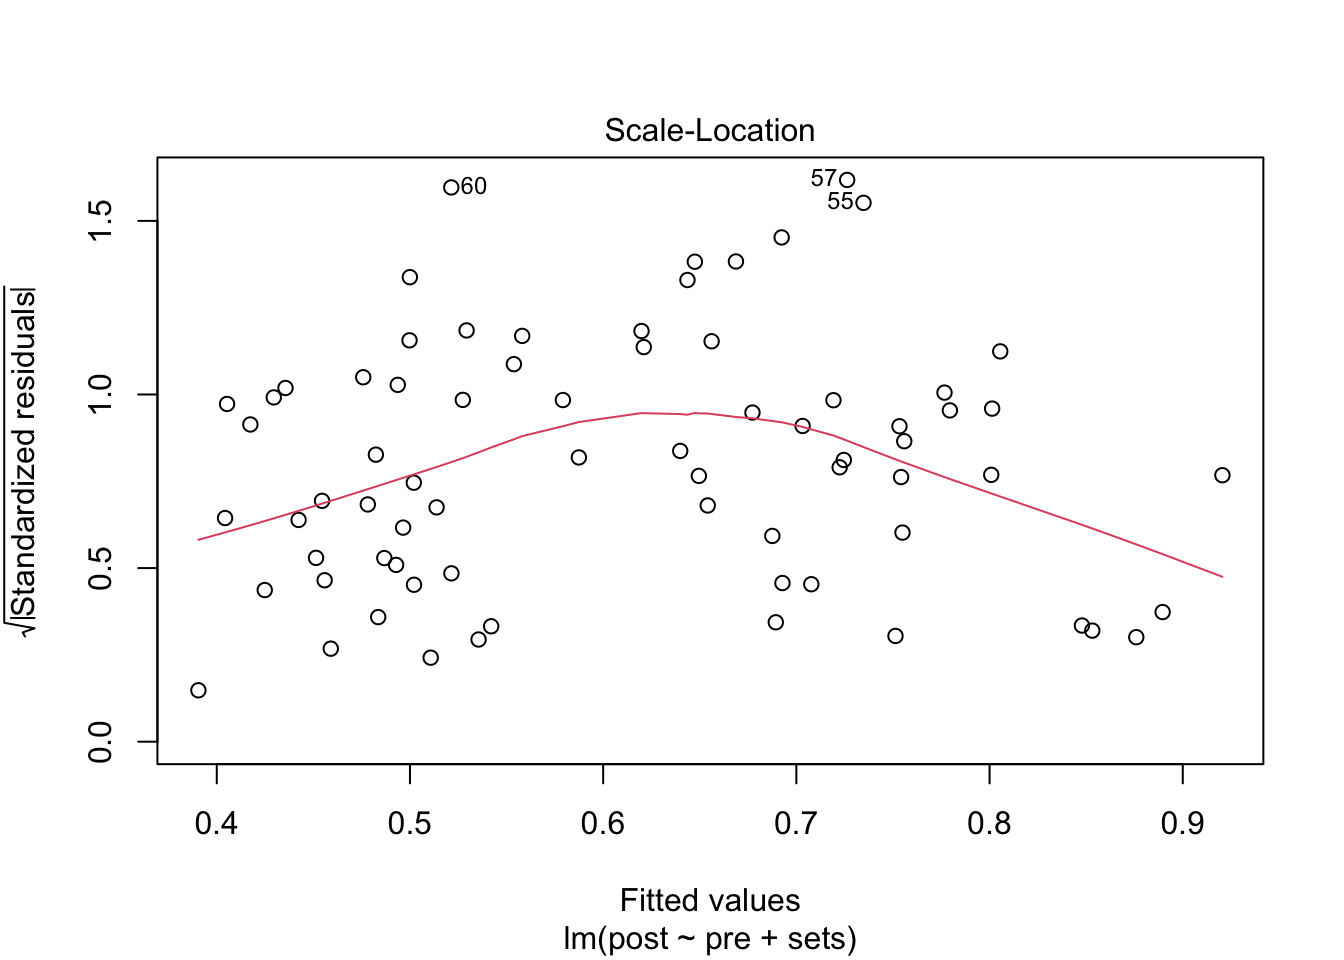 Scale-Location
60
57
55
√|Standardized residuals|
1.5
1.0
0.5
0.0
0.4 0.5 0.6 0.7 0.8 0.9
Fitted values
lm(post ~ pre + sets)